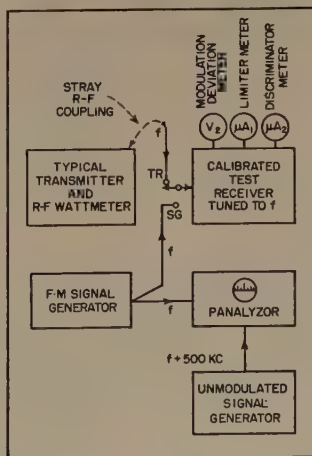 MODULATION
DEVIATION
METER
LIMITER METER
DISCRIMINATOR
METER
STRAY
R-F
COUPLING
f
V₂
μA₁
μA₂
TYPICAL
TRANSMITTER
AND
R-F WATTMETER
TR
SG
CALIBRATED
TEST
RECEIVER
TUNED TO f
f
F-M SIGNAL
GENERATOR
f
PANALYZOR
f + 500 KC
UNMODULATED
SIGNAL
GENERATOR